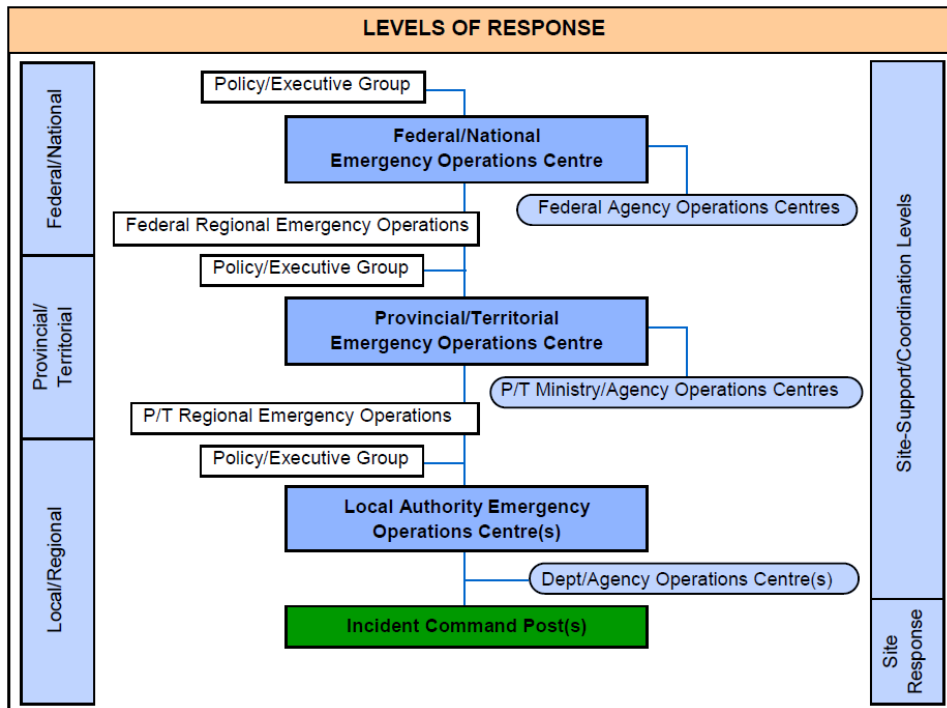 LEVELS OF RESPONSE
Federal/National
Policy/Executive Group
Federal/National
Emergency Operations Centre
Federal Agency Operations Centres
Federal Regional Emergency Operations
Provincial/
Territorial
Policy/Executive Group
Provincial/Territorial
Emergency Operations Centre
P/T Ministry/Agency Operations Centres
P/T Regional Emergency Operations
Local/Regional
Policy/Executive Group
Local Authority Emergency
Operations Centre(s)
Dept/Agency Operations Centre(s)
Incident Command Post(s)
Site-Support/Coordination Levels
Site
Response